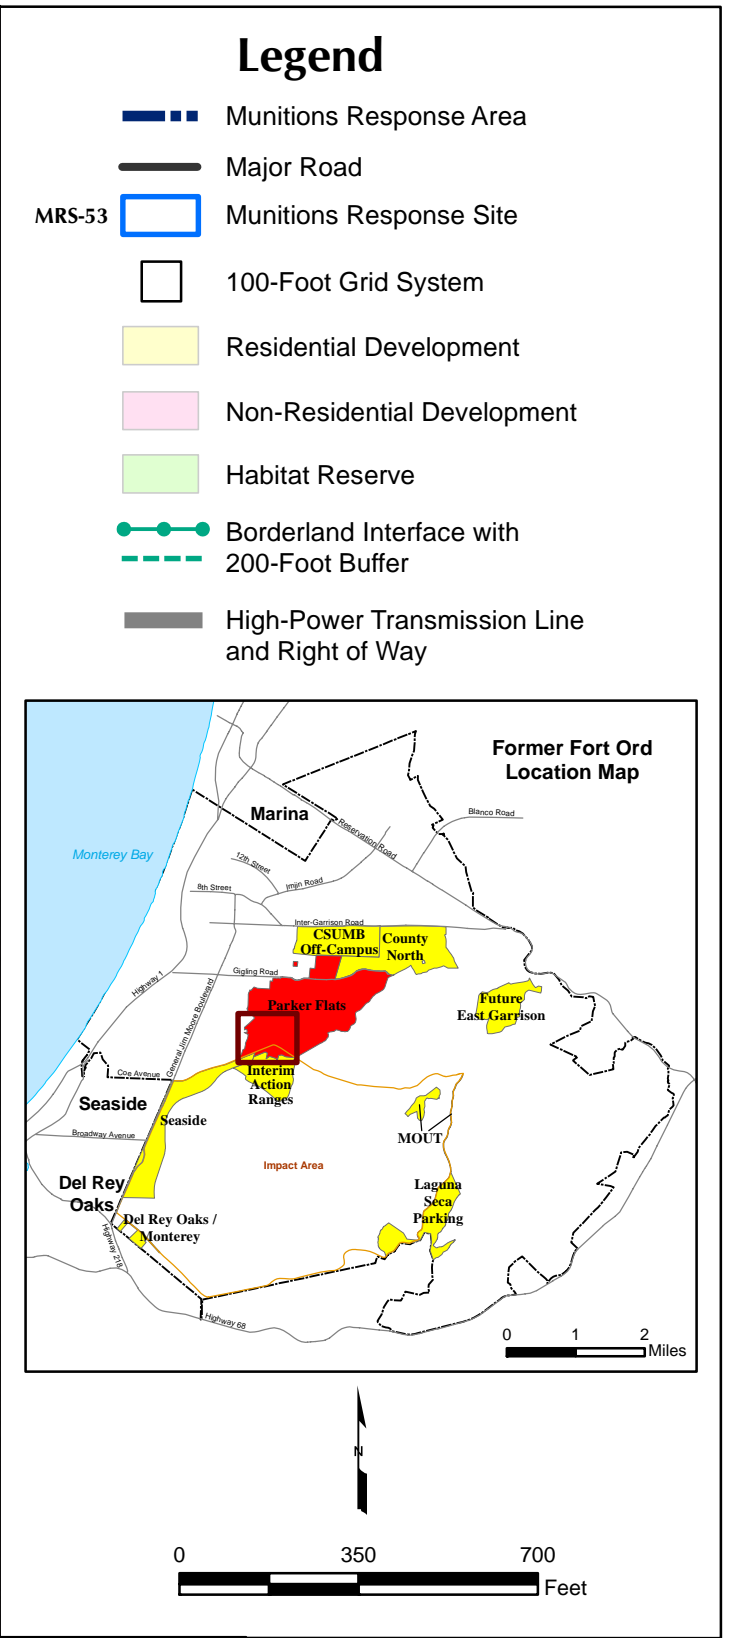 Legend
Munitions Response Area
Major Road
MRS-53
Munitions Response Site
100-Foot Grid System
Residential Development
Non-Residential Development
Habitat Reserve
Borderland Interface with
200-Foot Buffer
High-Power Transmission Line
and Right of Way
Former Fort Ord
Location Map
Marina
Blanco Road
Reservation Road
Monterey Bay
12th Street
Imjin Road
8th Street
Inter-Garrison Road
CSUMB
Off-Campus
County
North
Gigling Road
Highway 1
General Jim Moore Boulevard
Parker Flats
Future
East Garrison
Coe Avenue
Interim
Action
Ranges
Seaside
Seaside
Broadway Avenue
MOUT
Impact Area
Del Rey
Oaks
Laguna
Seca
Parking
Del Rey Oaks /
Monterey
Highway 218
Highway 68
0 1 2
Miles
N
0 350 700
Feet